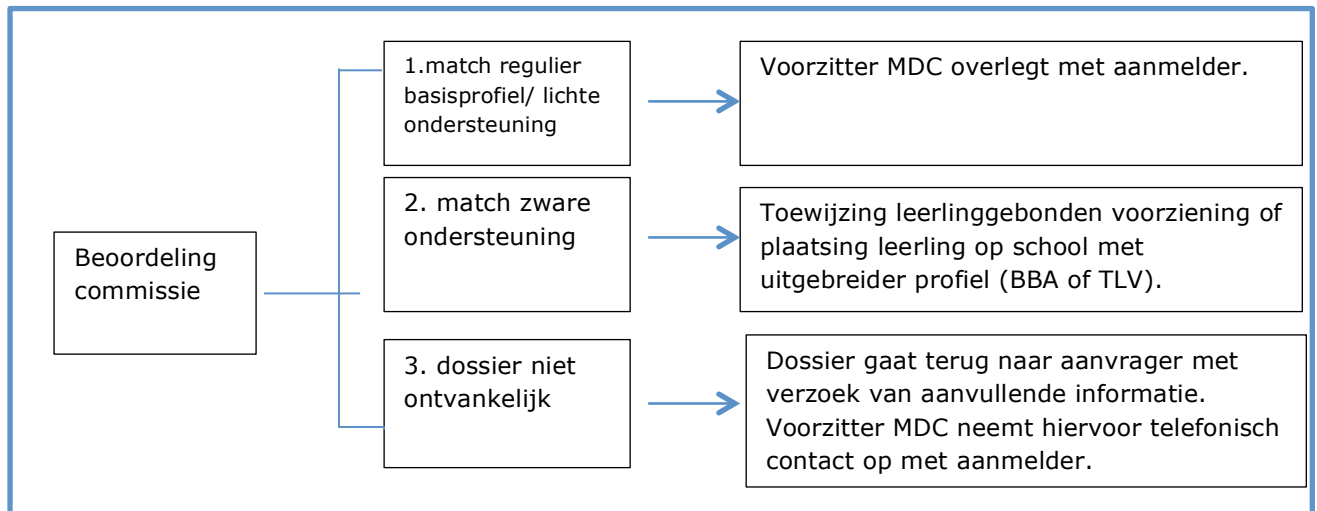 Beoordeling
commissie
1.match regulier
basisprofiel/ lichte
ondersteuning
Voorzitter MDC overlegt met aanmelder.
2. match zware
ondersteuning
Toewijzing leerlinggebonden voorziening of
plaatsing leerling op school met
uitgebreider profiel (BBA of TLV).
3. dossier niet
ontvankelijk
Dossier gaat terug naar aanvrager met
verzoek van aanvullende informatie.
Voorzitter MDC neemt hiervoor telefonisch
contact op met aanmelder.